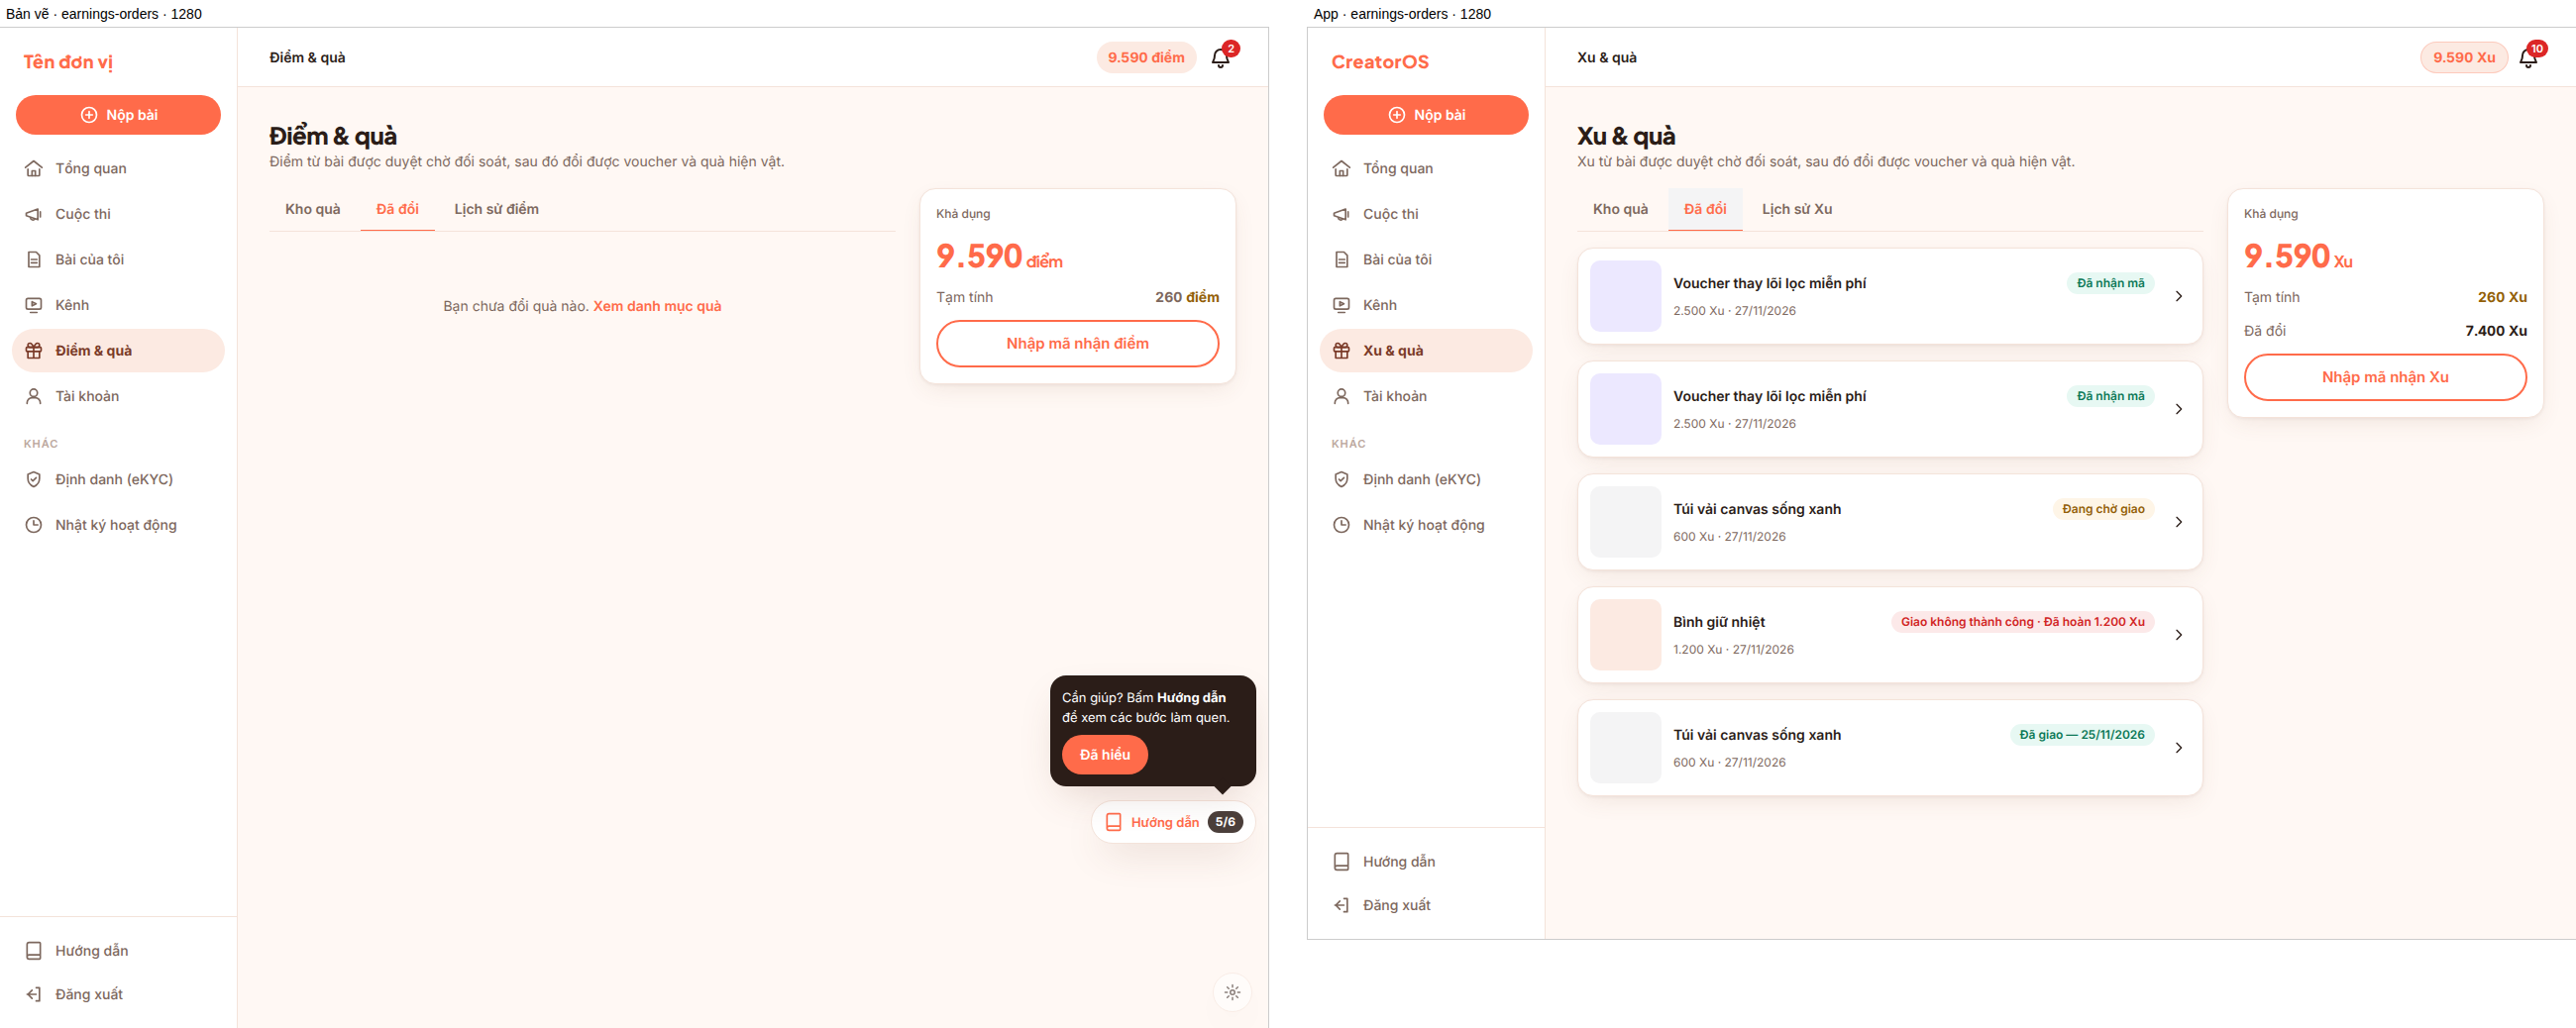 Bản vẽ · earnings-orders · 1280
Tên đơn vị
Nộp bài
Tổng quan
Cuộc thi
Bài của tôi
Kênh
Điểm & quà
Tài khoản
KHÁC
Định danh (eKYC)
Nhật ký hoạt động
Hướng dẫn
Đăng xuất
Điểm & quà
9.590 điểm
2
Điểm & quà
Điểm từ bài được duyệt chờ đối soát, sau đó đổi được voucher và quà hiện vật.
Kho quà
Đã đổi
Lịch sử điểm
Bạn chưa đổi quà nào. Xem danh mục quà
Khả dụng
9.590 điểm
Tạm tính
260 điểm
Nhập mã nhận điểm
Cần giúp? Bấm Hướng dẫn
để xem các bước làm quen.
Đã hiểu
Hướng dẫn 5/6
App · earnings-orders · 1280
CreatorOS
Nộp bài
Tổng quan
Cuộc thi
Bài của tôi
Kênh
Xu & quà
Tài khoản
KHÁC
Định danh (eKYC)
Nhật ký hoạt động
Hướng dẫn
Đăng xuất
Xu & quà
9.590 Xu
10
Xu & quà
Xu từ bài được duyệt chờ đối soát, sau đó đổi được voucher và quà hiện vật.
Kho quà
Đã đổi
Lịch sử Xu
Voucher thay lõi lọc miễn phí
Đã nhận mã
2.500 Xu · 27/11/2026
Voucher thay lõi lọc miễn phí
Đã nhận mã
2.500 Xu · 27/11/2026
Túi vải canvas sống xanh
Đang chờ giao
600 Xu · 27/11/2026
Bình giữ nhiệt
Giao không thành công · Đã hoàn 1.200 Xu
1.200 Xu · 27/11/2026
Túi vải canvas sống xanh
Đã giao — 25/11/2026
600 Xu · 27/11/2026
Khả dụng
9.590 Xu
Tạm tính
260 Xu
Đã đổi
7.400 Xu
Nhập mã nhận Xu